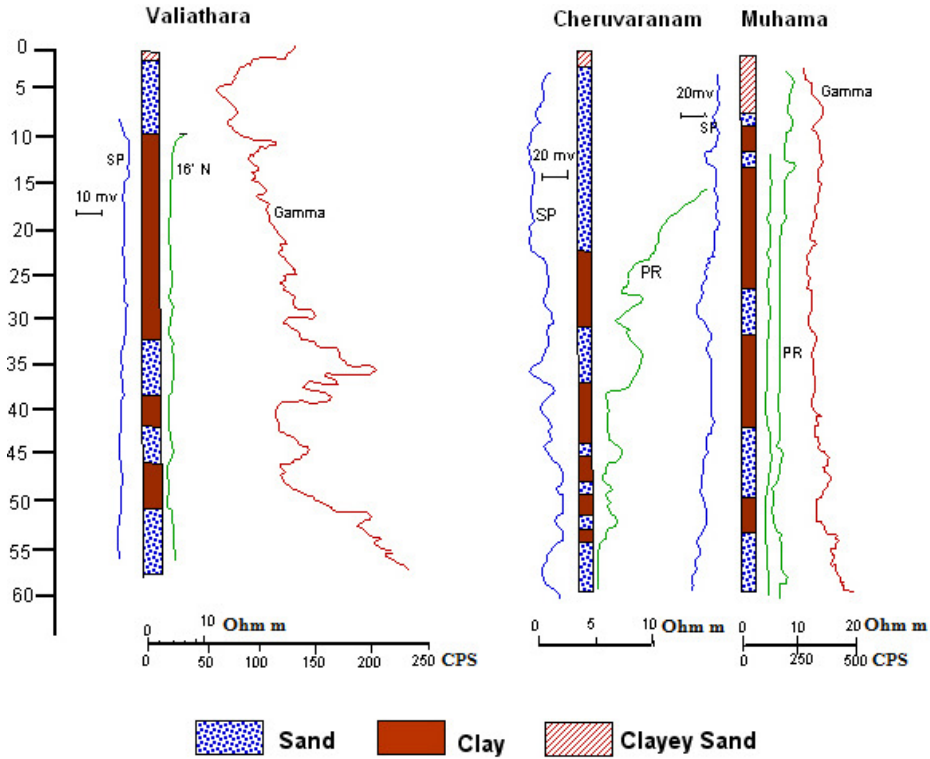 Valiathara
Cheruvaranam
Muhama
0
5
10
15
20
25
30
35
40
45
50
55
60
SP
16' N
10 mv
Gamma
20 mv
SP
PR
20mv
SP
Gamma
PR
0 10 Ohm m
0 50 100 150 200 250 CPS
0 5 10 Ohm m
0 10 20 Ohm m
0 250 500 CPS
Sand
Clay
Clayey Sand